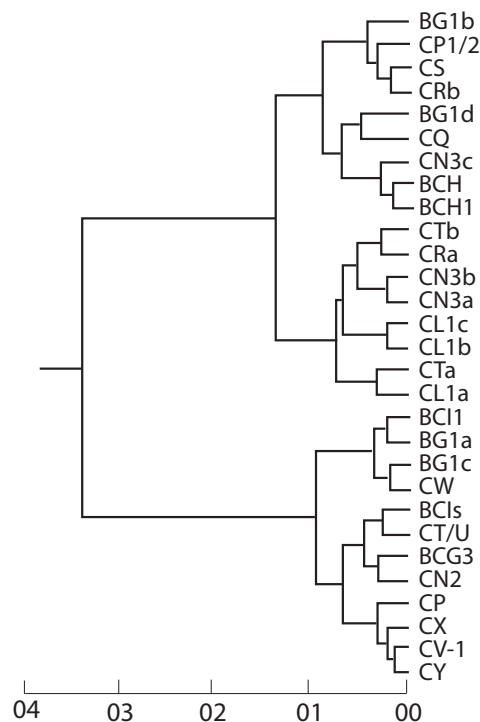 BG1b
CP1/2
CS
CRb
BG1d
CQ
CN3c
BCH
BCH1
CTb
CRa
CN3b
CN3a
CL1c
CL1b
CTa
CL1a
BCI1
BG1a
BG1c
CW
BCIs
CT/U
BCG3
CN2
CP
CX
CV-1
CY
04 03 02 01 00